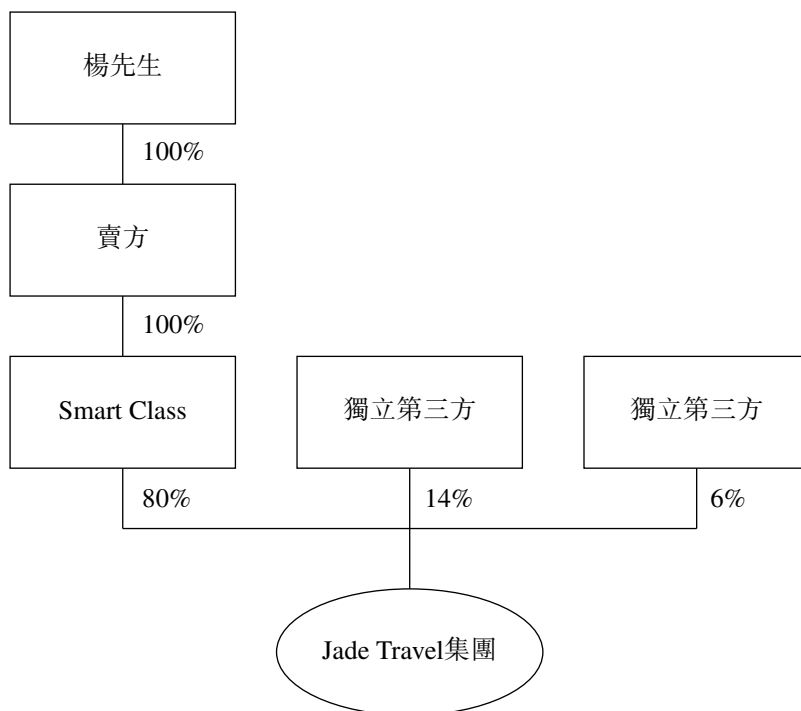 楊先生
100%
賣方
100%
Smart Class
獨立第三方
獨立第三方
80%
14%
6%
Jade Travel集團